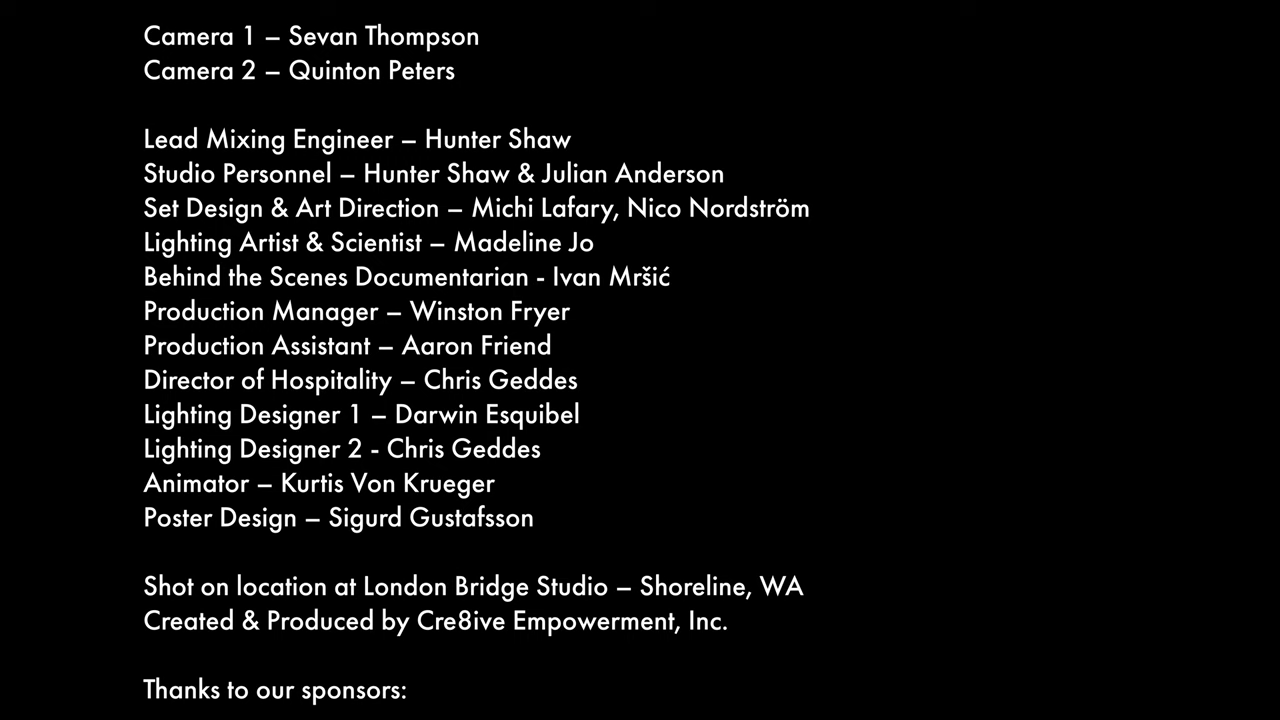 Camera 1 – Sevan Thompson
Camera 2 – Quinton Peters
Lead Mixing Engineer – Hunter Shaw
Studio Personnel – Hunter Shaw & Julian Anderson
Set Design & Art Direction – Michi Lafary, Nico Nordström
Lighting Artist & Scientist – Madeline Jo
Behind the Scenes Documentarian - Ivan Mršić
Production Manager – Winston Fryer
Production Assistant – Aaron Friend
Director of Hospitality – Chris Geddes
Lighting Designer 1 – Darwin Esquibel
Lighting Designer 2 - Chris Geddes
Animator – Kurtis Von Krueger
Poster Design – Sigurd Gustafsson
Shot on location at London Bridge Studio – Shoreline, WA
Created & Produced by Cre8ive Empowerment, Inc.
Thanks to our sponsors: